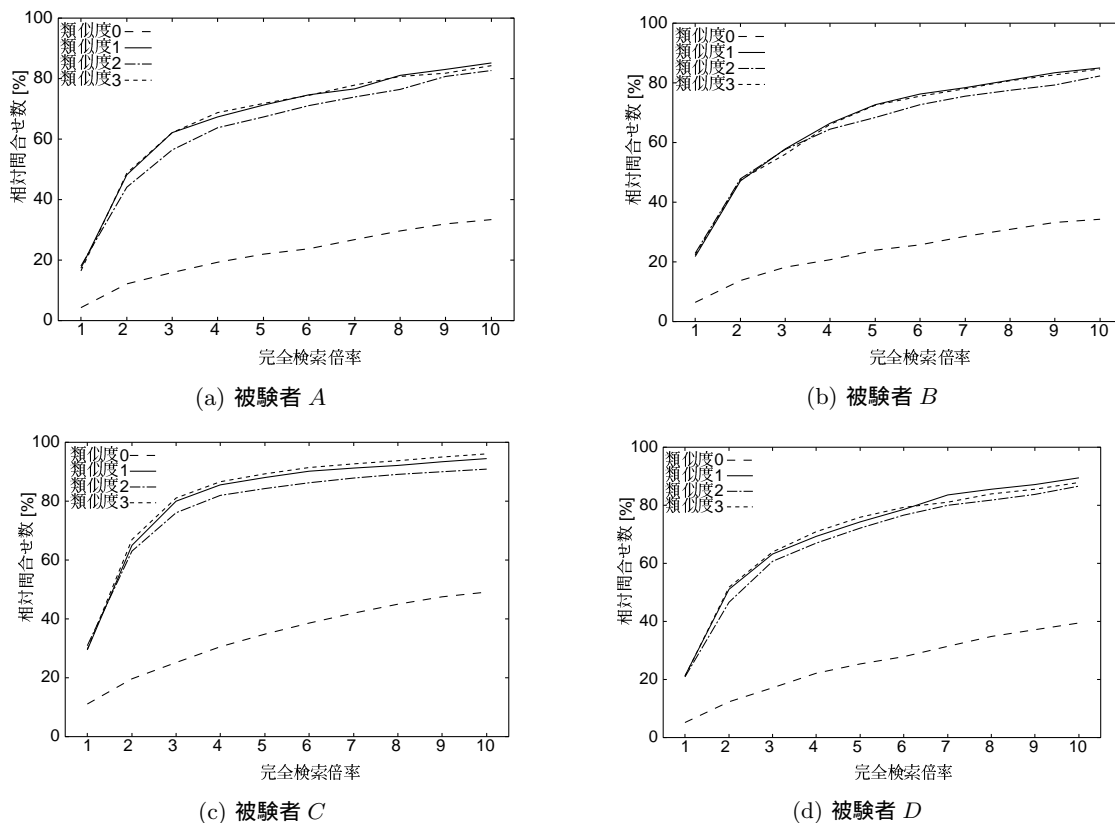 100
80
60
40
20
0
相対問合せ数 [%]
類似度0
類似度1
類似度2
類似度3
1 2 3 4 5 6 7 8 9 10
完全検索倍率
(a) 被験者 A
100
80
60
40
20
0
相対問合せ数 [%]
類似度0
類似度1
類似度2
類似度3
1 2 3 4 5 6 7 8 9 10
完全検索倍率
(b) 被験者 B
100
80
60
40
20
0
相対問合せ数 [%]
類似度0
類似度1
類似度2
類似度3
1 2 3 4 5 6 7 8 9 10
完全検索倍率
(c) 被験者 C
100
80
60
40
20
0
相対問合せ数 [%]
類似度0
類似度1
類似度2
類似度3
1 2 3 4 5 6 7 8 9 10
完全検索倍率
(d) 被験者 D